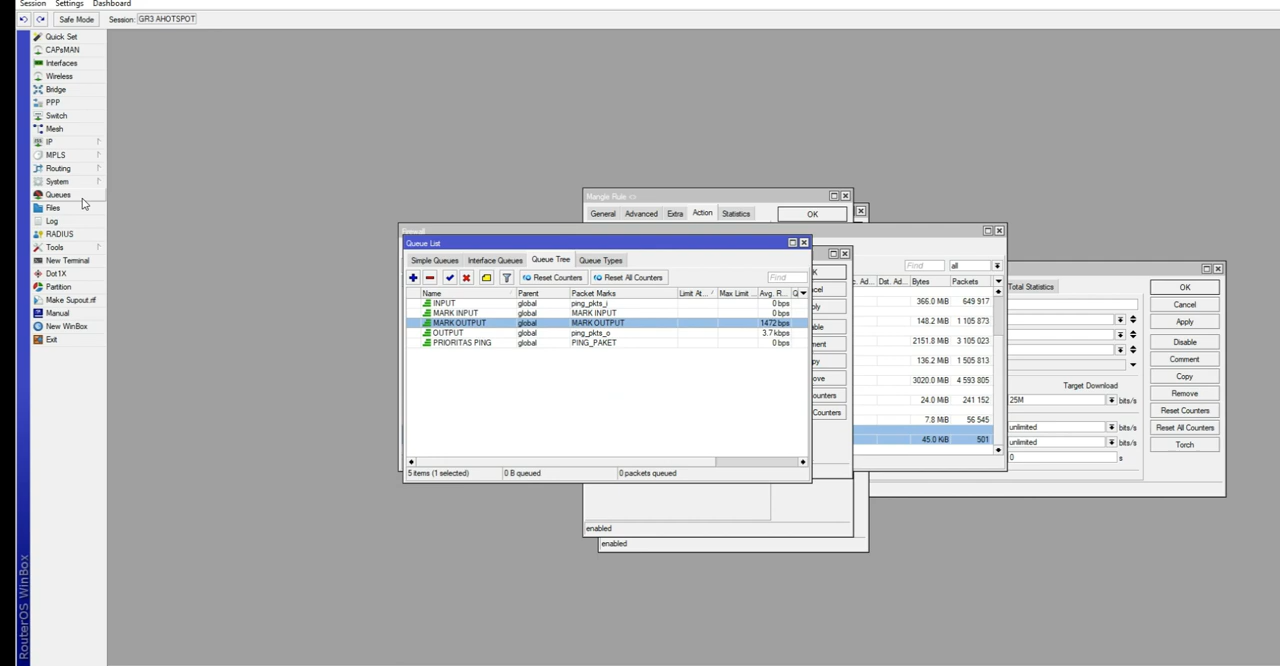 Session Settings Dashboard
Safe Mode Session: GR3 AHOTSPOT
Quick Set
CAPsMAN
Interfaces
Wireless
Bridge
PPP
Switch
Mesh
IP
MPLS
Routing
System
Queues
Files
Log
RADIUS
Tools
New Terminal
Dot1X
Partition
Make Supout.rif
Manual
New WinBox
Exit
RouterOS WinBox
Mangle Rule <>
General Advanced Extra Action Statistics OK
Firewall
Queue List
Simple Queues Interface Queues Queue Tree Queue Types
Reset Counters Reset All Counters Find
Name Parent Packet Marks Limit At... Max Limit ... Avg. R... Q
INPUT global ping_pkts_i 0 bps
MARK INPUT global MARK INPUT 0 bps
MARK OUTPUT global MARK OUTPUT 1472 bps
OUTPUT global ping_pkts_o 3.7 kbps
PRIORITAS PING global PING_PAKET 0 bps
5 items (1 selected) 0 B queued 0 packets queued
enabled
enabled
Find all
. Ad... Dst. Ad... Bytes Packets
366.0 MiB 649 917
148.2 MiB 1 105 873
2151.8 MiB 3 105 023
136.2 MiB 1 505 813
3020.0 MiB 4 593 805
24.0 MiB 241 152
7.8 MiB 56 545
45.0 KiB 501
Total Statistics
Target Download
25M bits/s
unlimited bits/s
unlimited bits/s
0 s
OK
Cancel
Apply
Disable
Comment
Copy
Remove
Reset Counters
Reset All Counters
Torch